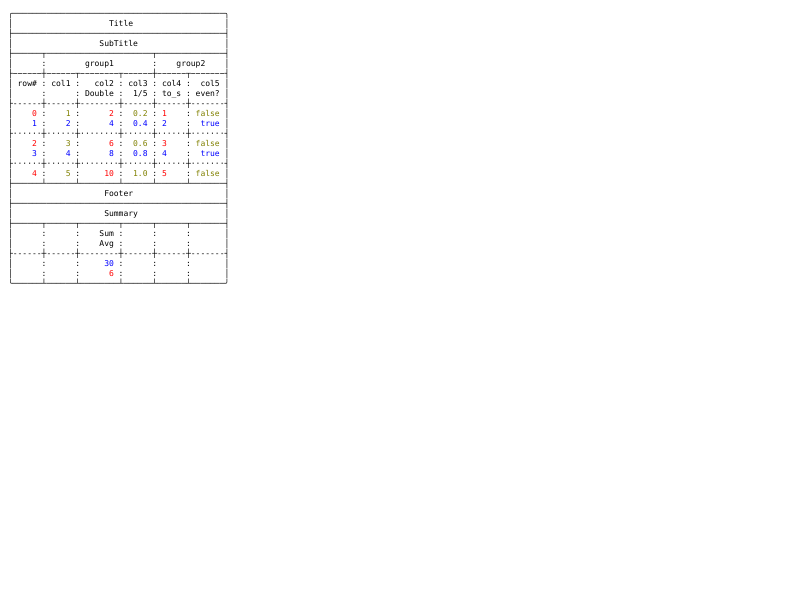 Title
SubTitle
: group1 : group2
row# : col1 : col2 : col3 : col4 : col5
: : Double : 1/5 : to_s : even?
0 : 1 : 2 : 0.2 : 1 : false
1 : 2 : 4 : 0.4 : 2 : true
2 : 3 : 6 : 0.6 : 3 : false
3 : 4 : 8 : 0.8 : 4 : true
4 : 5 : 10 : 1.0 : 5 : false
Footer
Summary
: : Sum : : :
: : Avg : : :
: : 30 : : :
: : 6 : : :